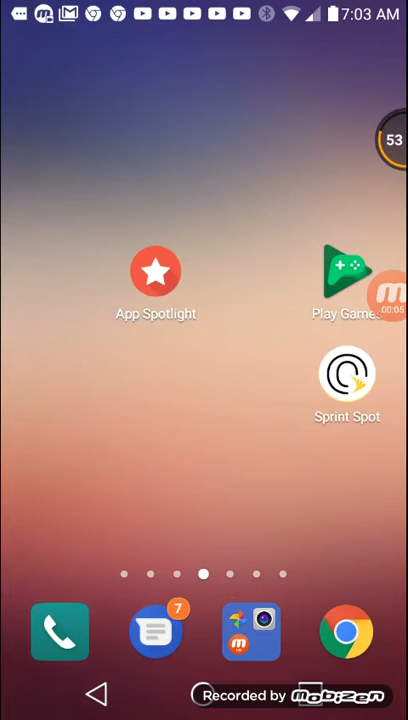 7:03 AM
53
App Spotlight
Play Games
00:05
Sprint Spot
7
Recorded by MOBIZEN